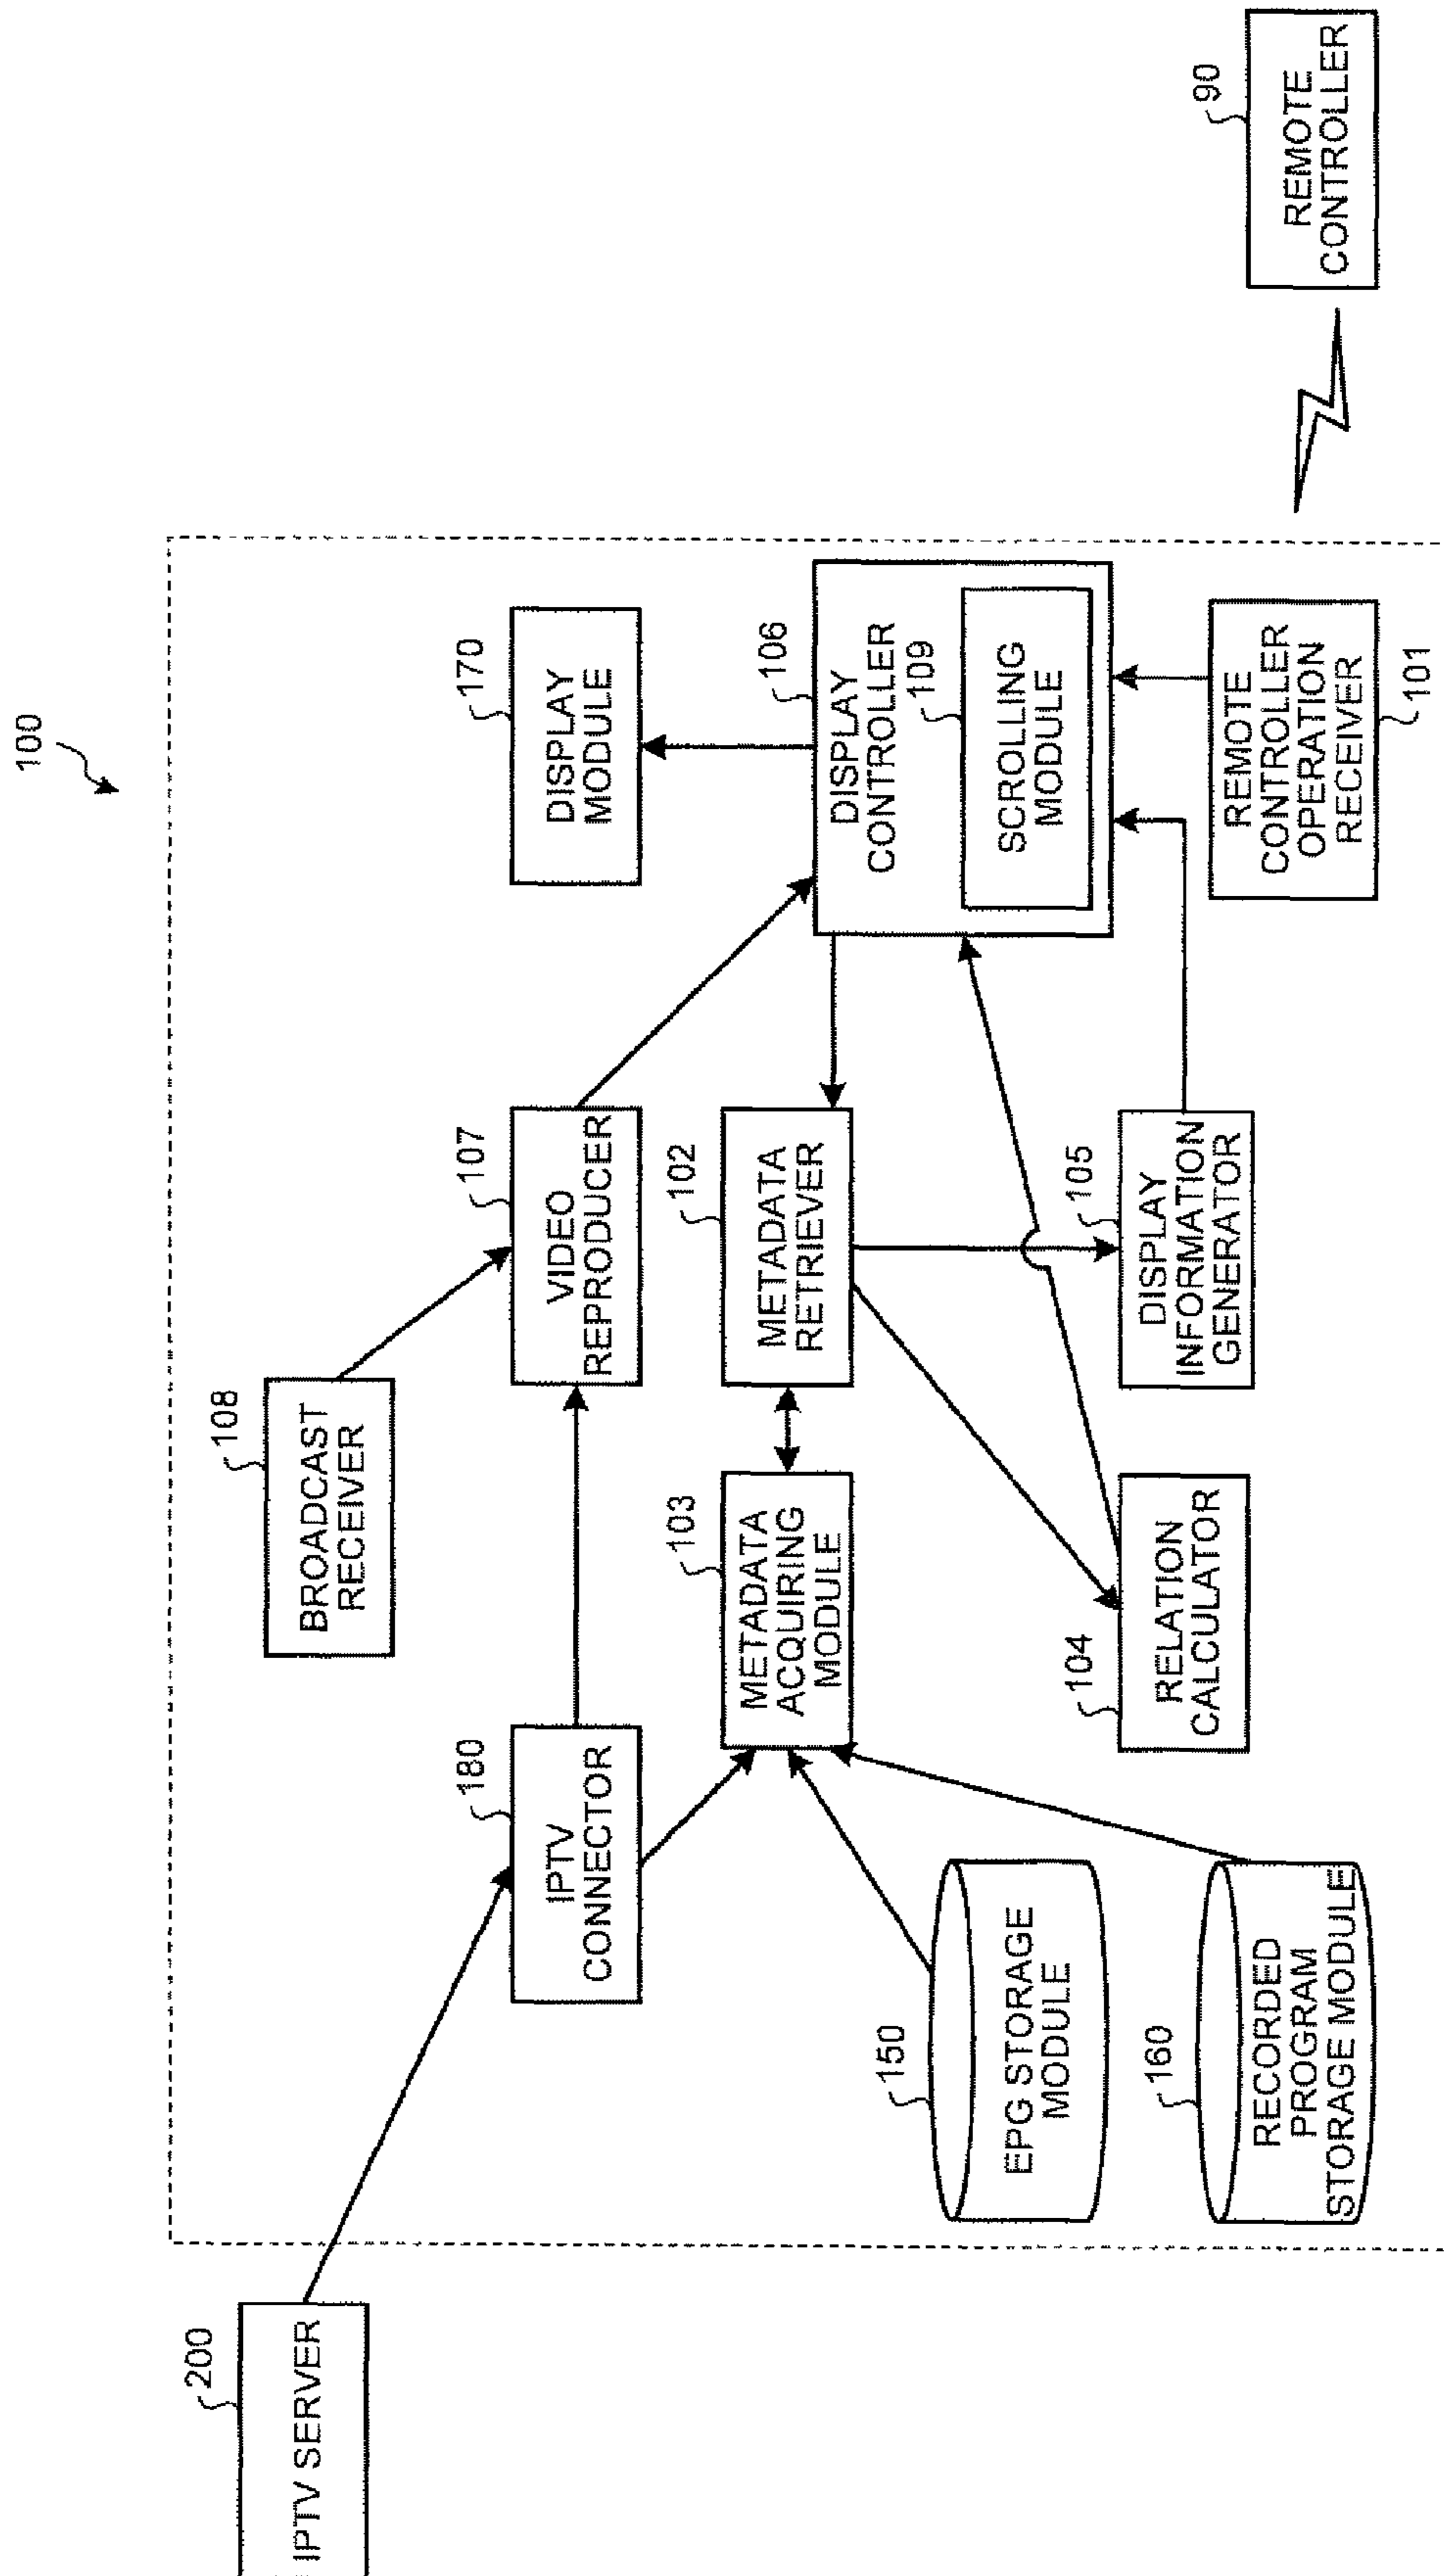 100
200
IPTV SERVER
108
BROADCAST
RECEIVER
180
IPTV
CONNECTOR
107
VIDEO
REPRODUCER
170
DISPLAY
MODULE
103
METADATA
ACQUIRING
MODULE
102
METADATA
RETRIEVER
106
DISPLAY
CONTROLLER
109
SCROLLING
MODULE
150
EPG STORAGE
MODULE
104
RELATION
CALCULATOR
105
DISPLAY
INFORMATION
GENERATOR
160
RECORDED
PROGRAM
STORAGE MODULE
REMOTE
CONTROLLER
OPERATION
RECEIVER
101
90
REMOTE
CONTROLLER